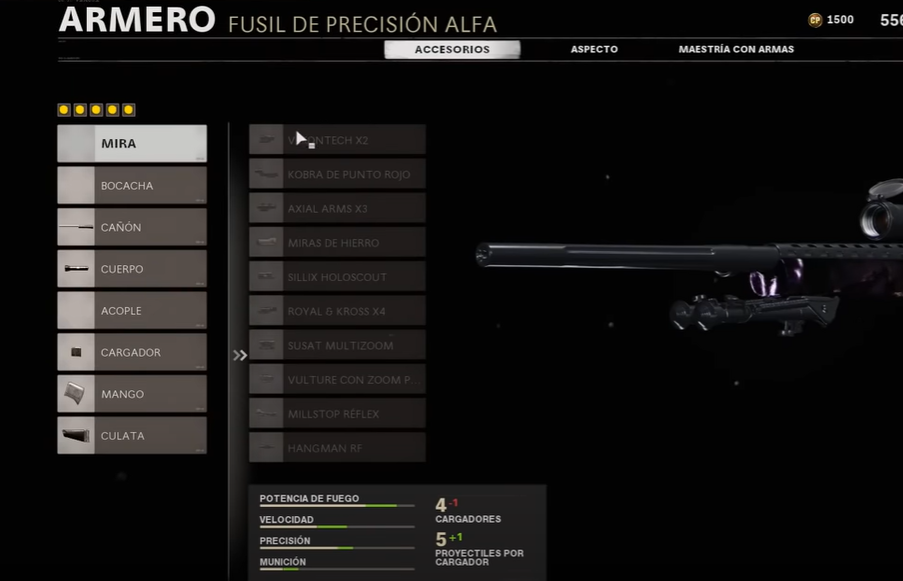 ARMERO FUSIL DE PRECISIÓN ALFA
1500
ACCESORIOS ASPECTO MAESTRÍA CON ARMAS
MIRA
BOCACHA
CAÑÓN
CUERPO
ACOPLE
CARGADOR
MANGO
CULATA
X2
KOBRA DE PUNTO ROJO
AXIAL ARMS X3
MIRAS DE HIERRO
SILLIX HOLOSCOUT
ROYAL & KROSS X4
SUSAT MULTIZOOM
VULTURE CON ZOOM P...
MILLSTOP RÉFLEX
HANGMAN RF
POTENCIA DE FUEGO
VELOCIDAD
PRECISIÓN
MUNICIÓN
4 -1
CARGADORES
5 +1
PROYECTILES POR
CARGADOR